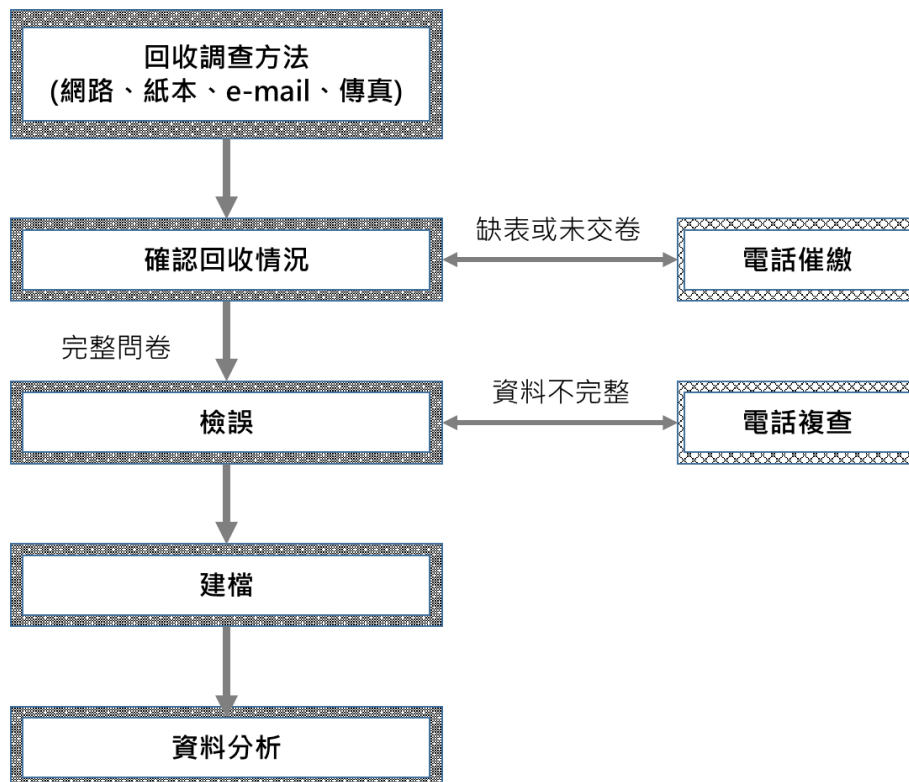 回收調查方法
(網路、紙本、e-mail、傳真)
確認回收情況
缺表或未交卷
電話催繳
完整問卷
檢誤
資料不完整
電話複查
建檔
資料分析